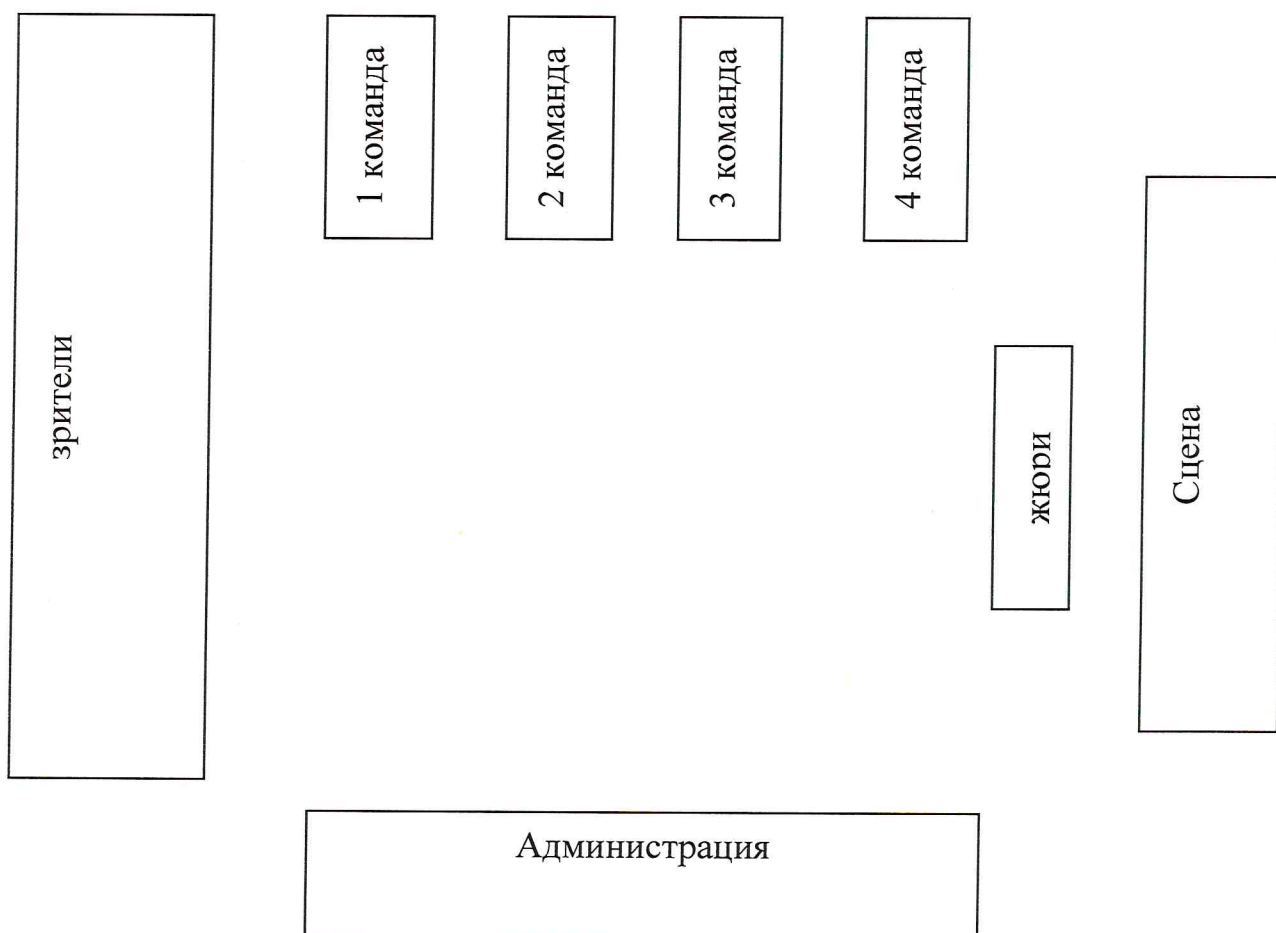 зрители
1 команда
2 команда
3 команда
4 команда
жюри
Сцена
Администрация